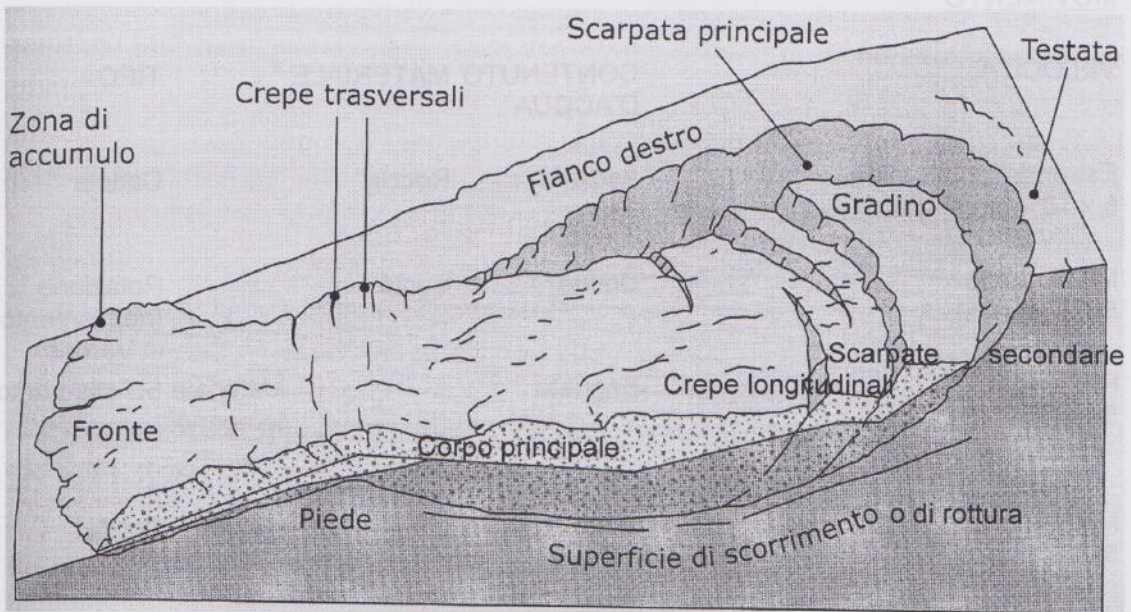 Scarpata principale
Testata
Crepe trasversali
Zona di
accumulo
Fianco destro
Gradino
Scarpate secondarie
Crepe longitudinali
Fronte
Corpo principale
Piede
Superficie di scorrimento o di rottura